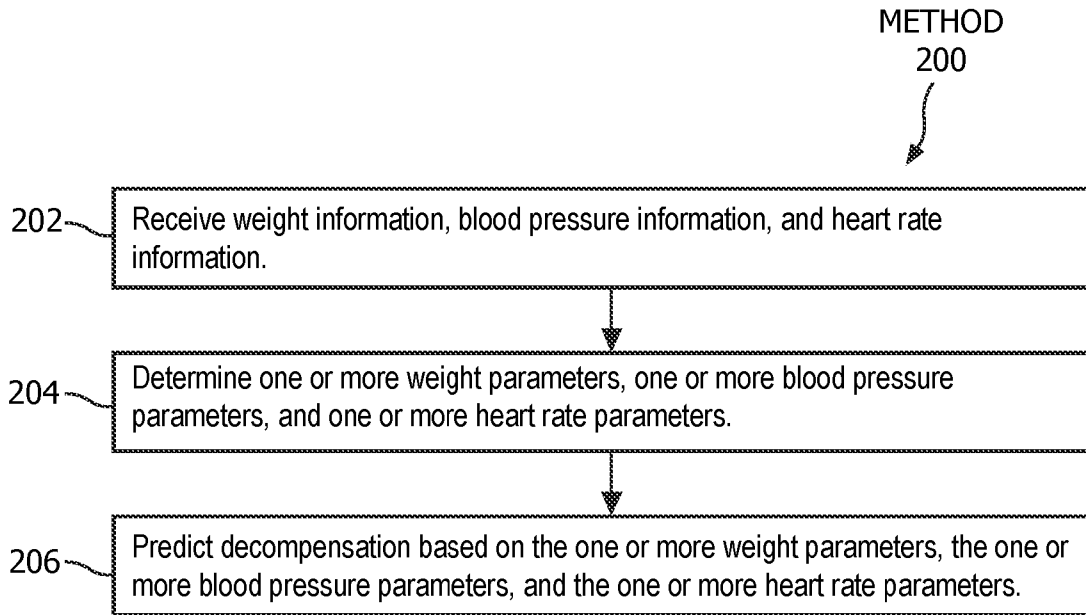 METHOD
200
202
Receive weight information, blood pressure information, and heart rate
information.
204
Determine one or more weight parameters, one or more blood pressure
parameters, and one or more heart rate parameters.
206
Predict decompensation based on the one or more weight parameters, the one or
more blood pressure parameters, and the one or more heart rate parameters.